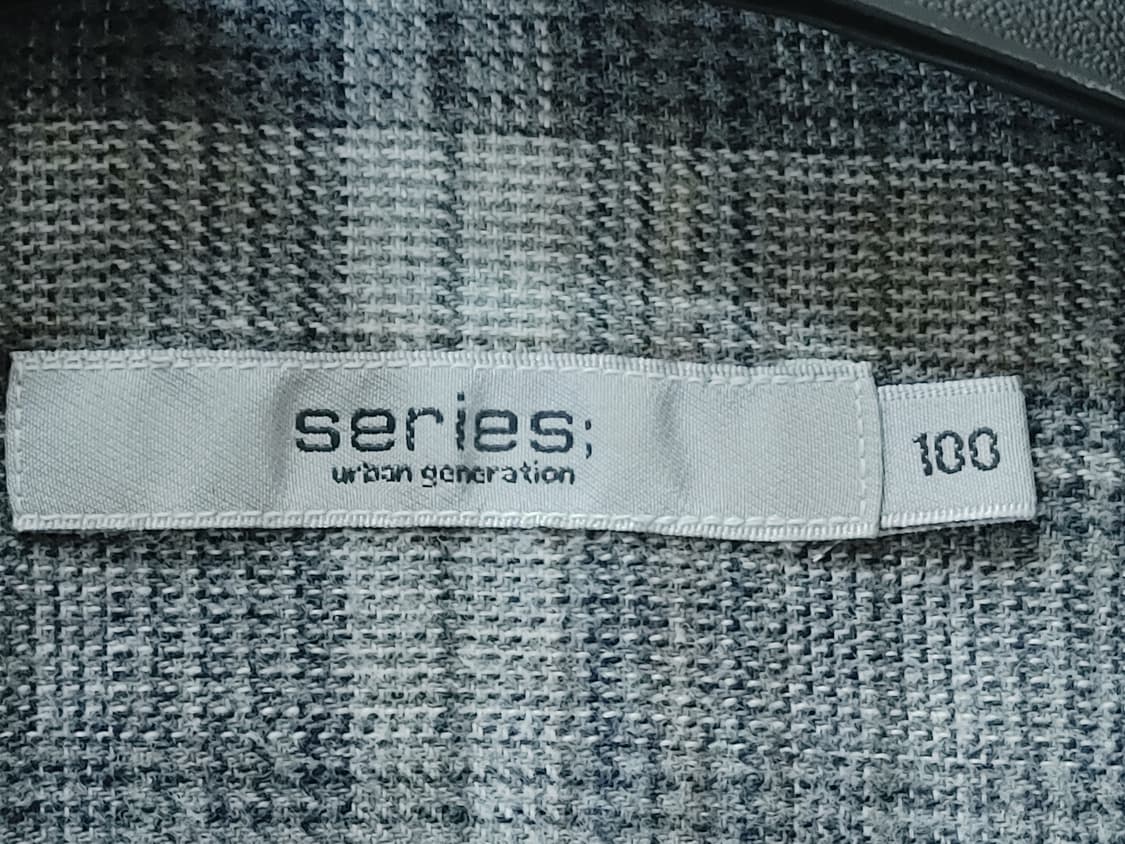 series;
urban generation
100